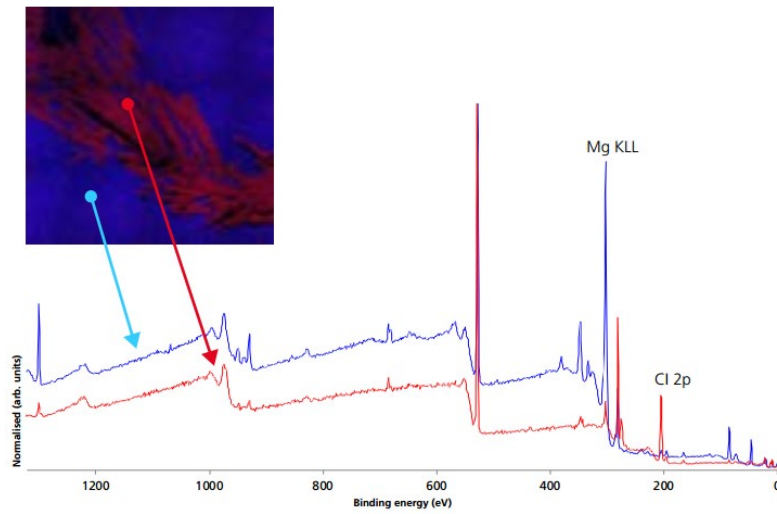 Mg KLL
Cl 2p
Normalised (arb. units)
1200
1000
800
600
400
200
0
Binding energy (eV)